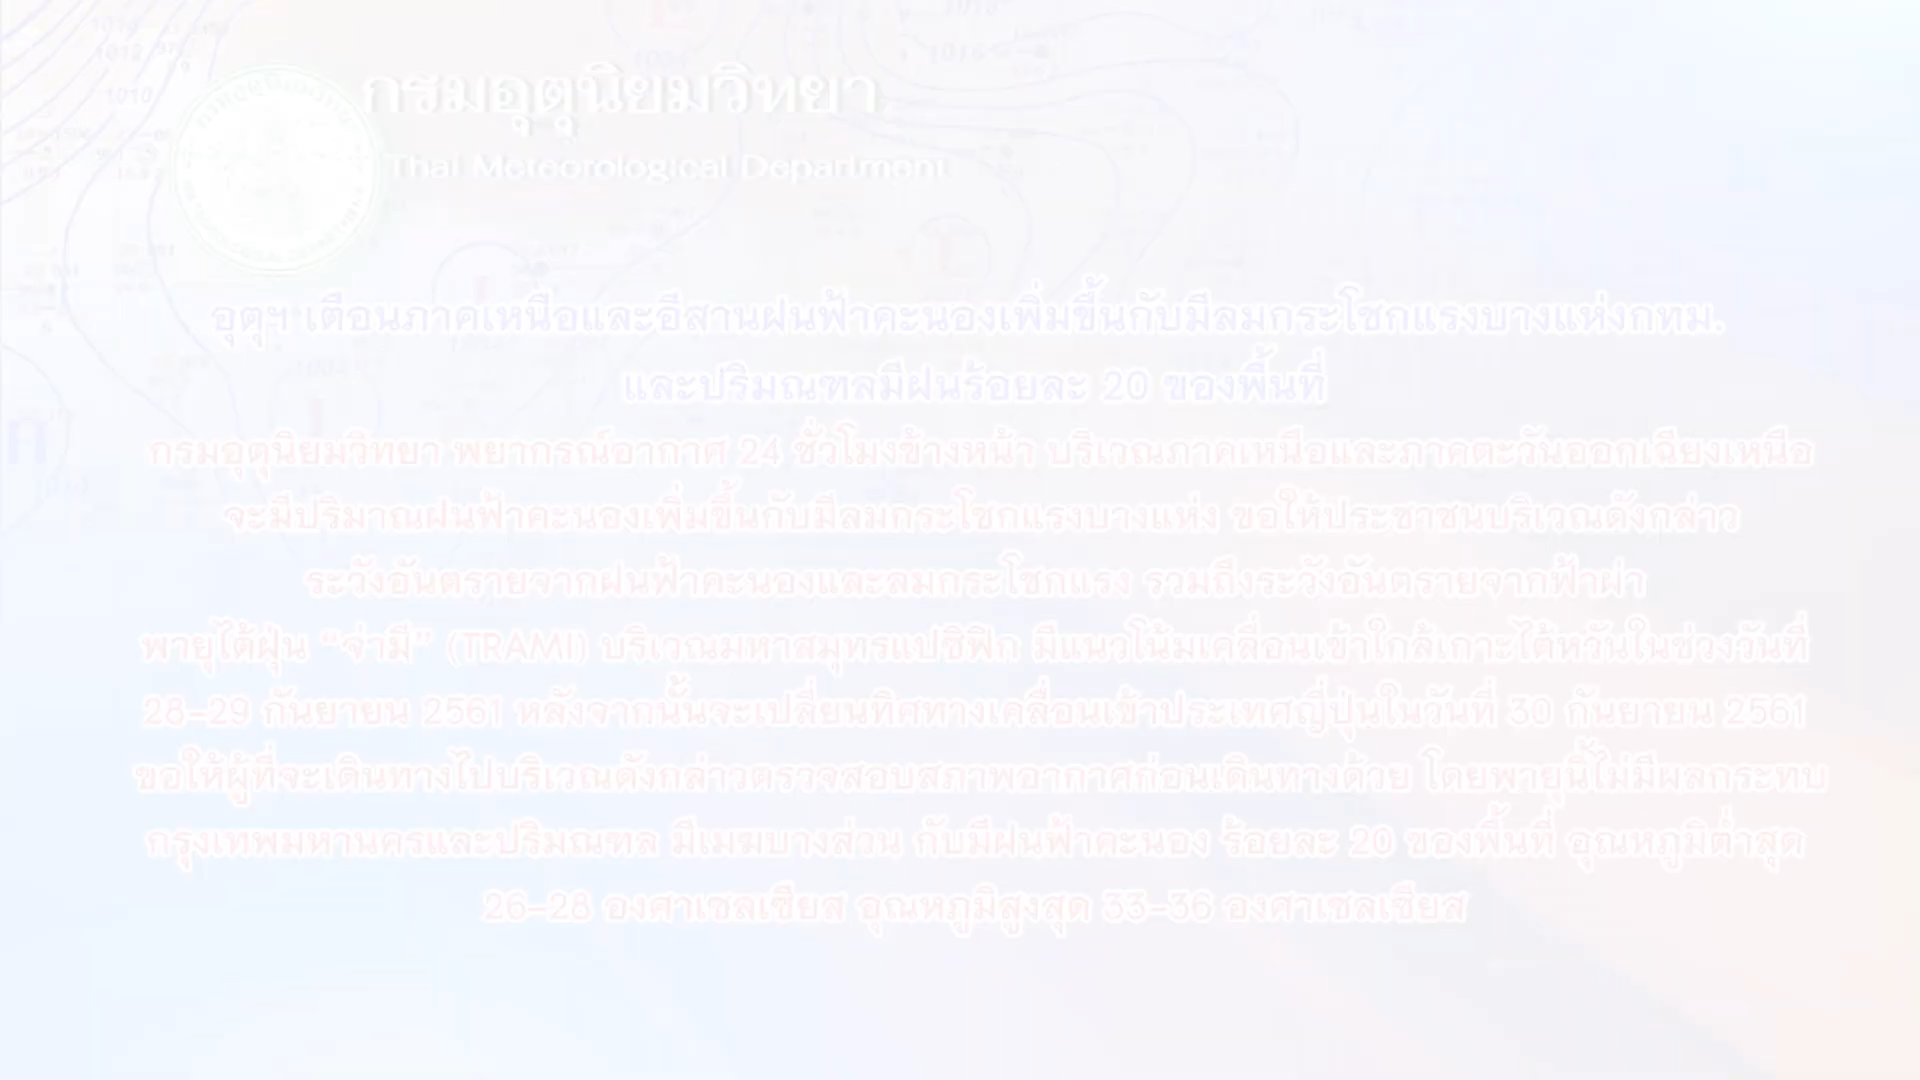 กรมอุตุนิยมวิทยา
Thai Meteorological Department
อุตุฯ เตือนภาคเหนือและอีสานฝนฟ้าคะนองเพิ่มขึ้นกับมีลมกระโชกแรงบางแห่งกทม.
และปริมณฑลมีฝนร้อยละ 20 ของพื้นที่
กรมอุตุนิยมวิทยา พยากรณ์อากาศ 24 ชั่วโมงข้างหน้า บริเวณภาคเหนือและภาคตะวันออกเฉียงเหนือ
จะมีปริมาณฝนฟ้าคะนองเพิ่มขึ้นกับมีลมกระโชกแรงบางแห่ง ขอให้ประชาชนบริเวณดังกล่าว
ระวังอันตรายจากฝนฟ้าคะนองและลมกระโชกแรง รวมถึงระวังอันตรายจากฟ้าผ่า
พายุไต้ฝุ่น “จ่ามี” (TRAMI) บริเวณมหาสมุทรแปซิฟิก มีแนวโน้มเคลื่อนเข้าใกล้เกาะไต้หวันในช่วงวันที่
28-29 กันยายน 2561 หลังจากนั้นจะเปลี่ยนทิศทางเคลื่อนเข้าประเทศญี่ปุ่นในวันที่ 30 กันยายน 2561
ขอให้ผู้ที่จะเดินทางไปบริเวณดังกล่าวตรวจสอบสภาพอากาศก่อนเดินทางด้วย โดยพายุนี้ไม่มีผลกระทบ
กรุงเทพมหานครและปริมณฑล มีเมฆบางส่วน กับมีฝนฟ้าคะนอง ร้อยละ 20 ของพื้นที่ อุณหภูมิต่ำสุด
26-28 องศาเซลเซียส อุณหภูมิสูงสุด 33-36 องศาเซลเซียส